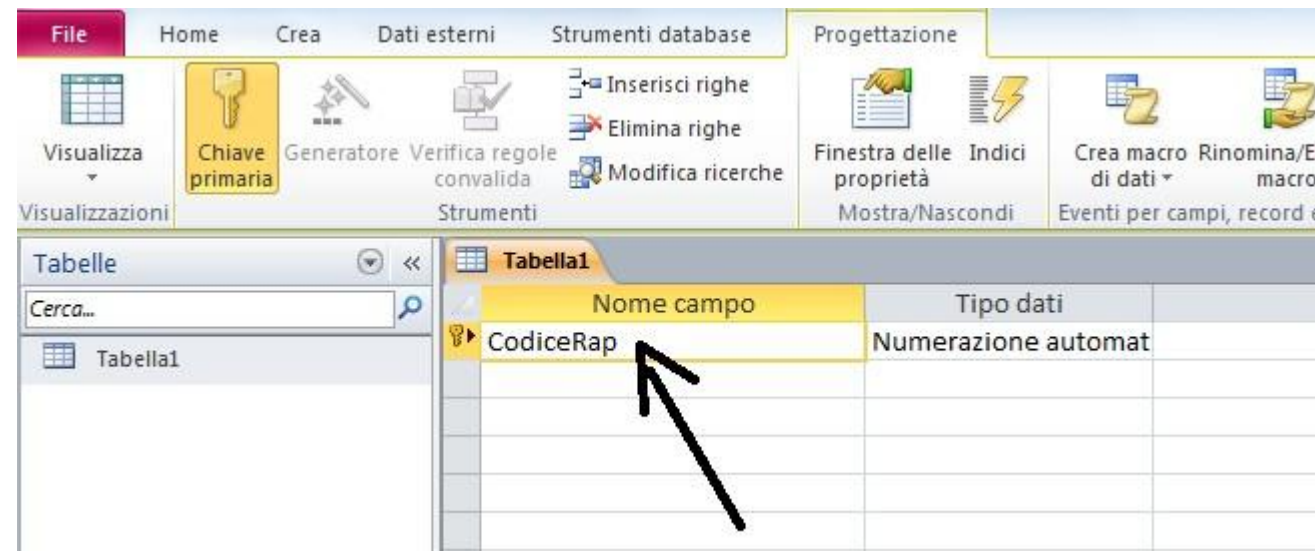 File Home Crea Dati esterni Strumenti database Progettazione
Visualizza
Chiave primaria
Generatore
Verifica regole convalida
Inserisci righe
Elimina righe
Modifica ricerche
Finestra delle proprietà
Indici
Crea macro di dati
Rinomina/E
macro
Visualizzazioni Strumenti Mostra/Nascondi Eventi per campi, record e
Tabelle
Cerca...
Tabella1
Tabella1
Nome campo Tipo dati
CodiceRap Numerazione automat